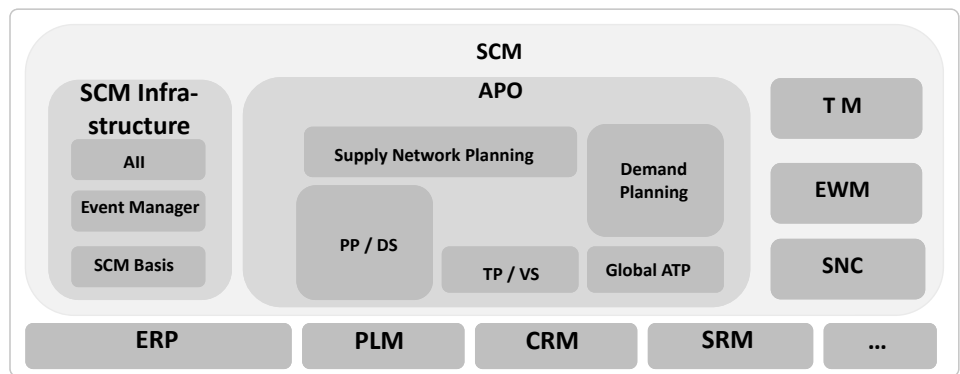 SCM
SCM Infra-
structure
AII
Event Manager
SCM Basis
APO
Supply Network Planning
Demand
Planning
PP / DS
TP / VS
Global ATP
T M
EWM
SNC
ERP
PLM
CRM
SRM
...